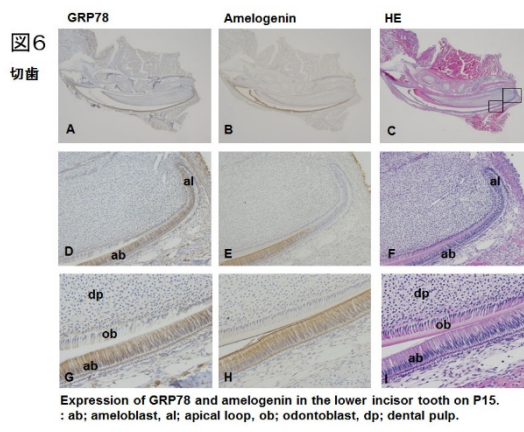 GRP78 Amelogenin HE
図6
切歯
A B C
al
ab
D E
al
ab
F
dp
ob
ab
G H
dp
ob
ab
I
Expression of GRP78 and amelogenin in the lower incisor tooth on P15.
: ab; ameloblast, al; apical loop, ob; odontoblast, dp; dental pulp.